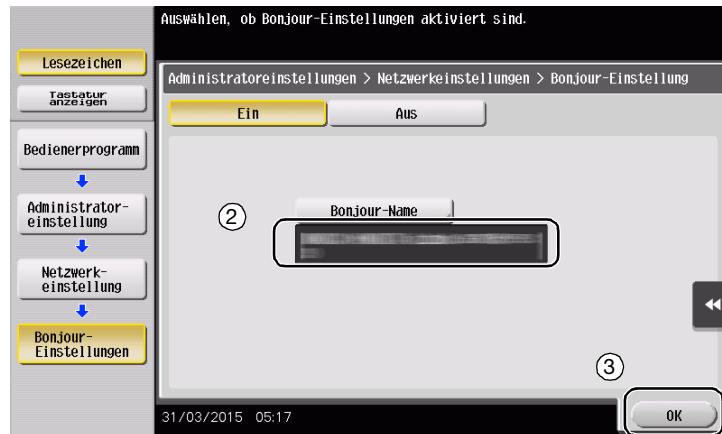 Auswählen, ob Bonjour-Einstellungen aktiviert sind.
Lesezeichen
Tastatur
anzeigen
Bedienerprogramm
Administrator-
einstellung
Netzwerk-
einstellung
Bonjour-
Einstellungen
Administratoreinstellungen > Netzwerkeinstellungen > Bonjour-Einstellung
Ein
Aus
2
Bonjour-Name
3
31/03/2015 05:17
OK